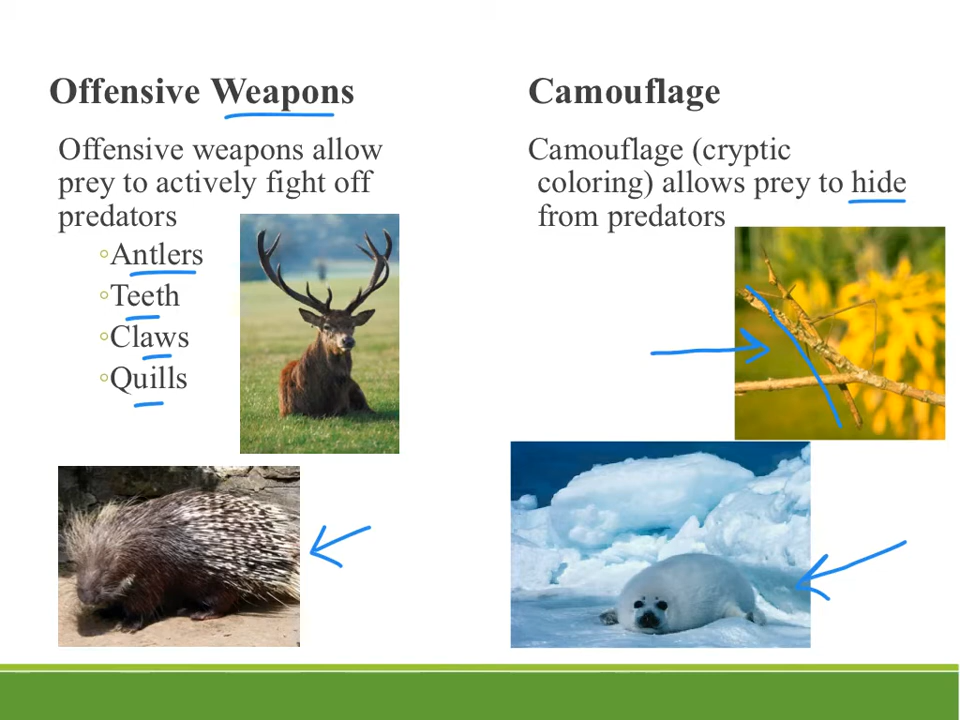 Offensive Weapons
Offensive weapons allow
prey to actively fight off
predators
◦Antlers
◦Teeth
◦Claws
◦Quills
Camouflage
Camouflage (cryptic
coloring) allows prey to hide
from predators